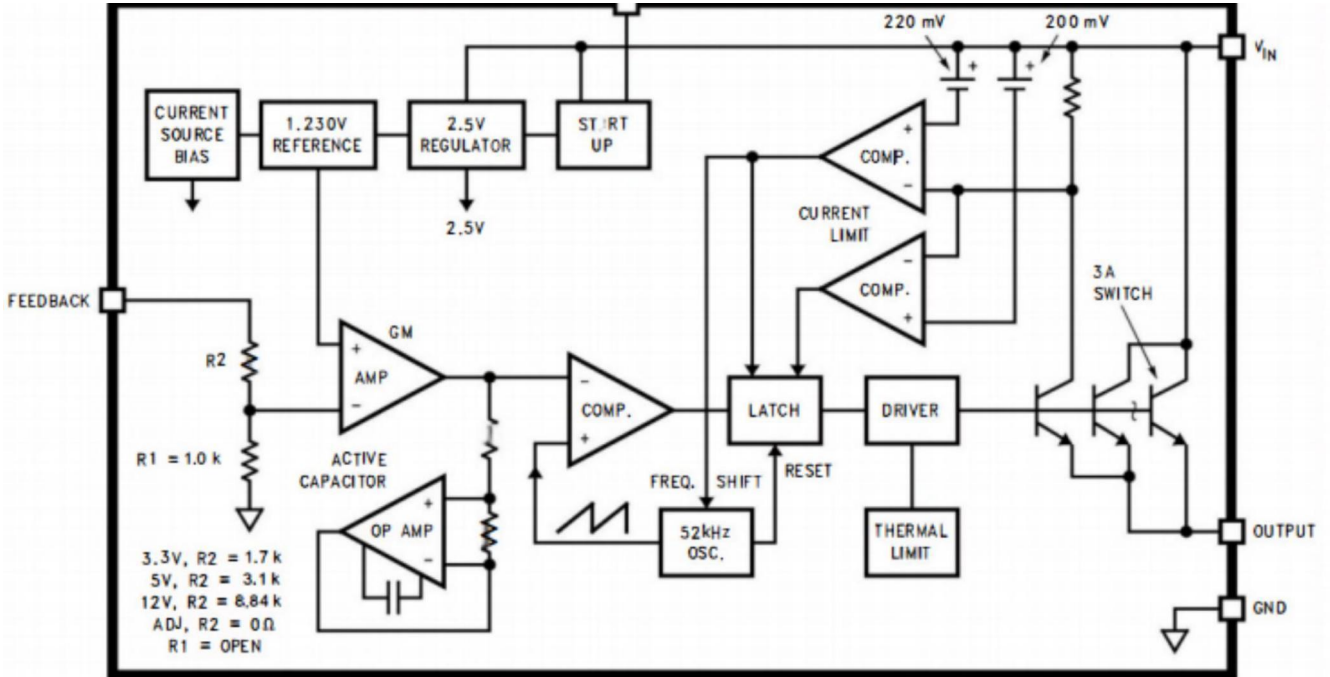 220 mV
200 mV
VIN
CURRENT
SOURCE
BIAS
1.230V
REFERENCE
2.5V
REGULATOR
START
UP
+
+
+
COMP.
−
2.5V
CURRENT
LIMIT
−
COMP.
+
3A
SWITCH
FEEDBACK
GM
R2
+
AMP
−
−
COMP.
+
LATCH
DRIVER
R1 = 1.0 k
ACTIVE
CAPACITOR
FREQ. SHIFT
RESET
+
OP AMP
−
52kHz
OSC.
THERMAL
LIMIT
OUTPUT
3.3V, R2 = 1.7 k
5V, R2 = 3.1 k
12V, R2 = 8.84 k
ADJ, R2 = 0Ω
R1 = OPEN
GND